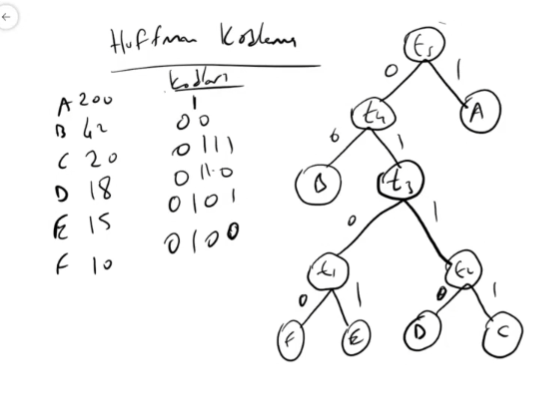 Huffman Kodlama
Kodları
A 200 1
B 42 00
C 20 0111
D 18 0110
E 15 0101
F 10 0100
t5
0 1
t4 A
0 1
B t3
0 1
t1 t2
0 1 0 1
F E D C